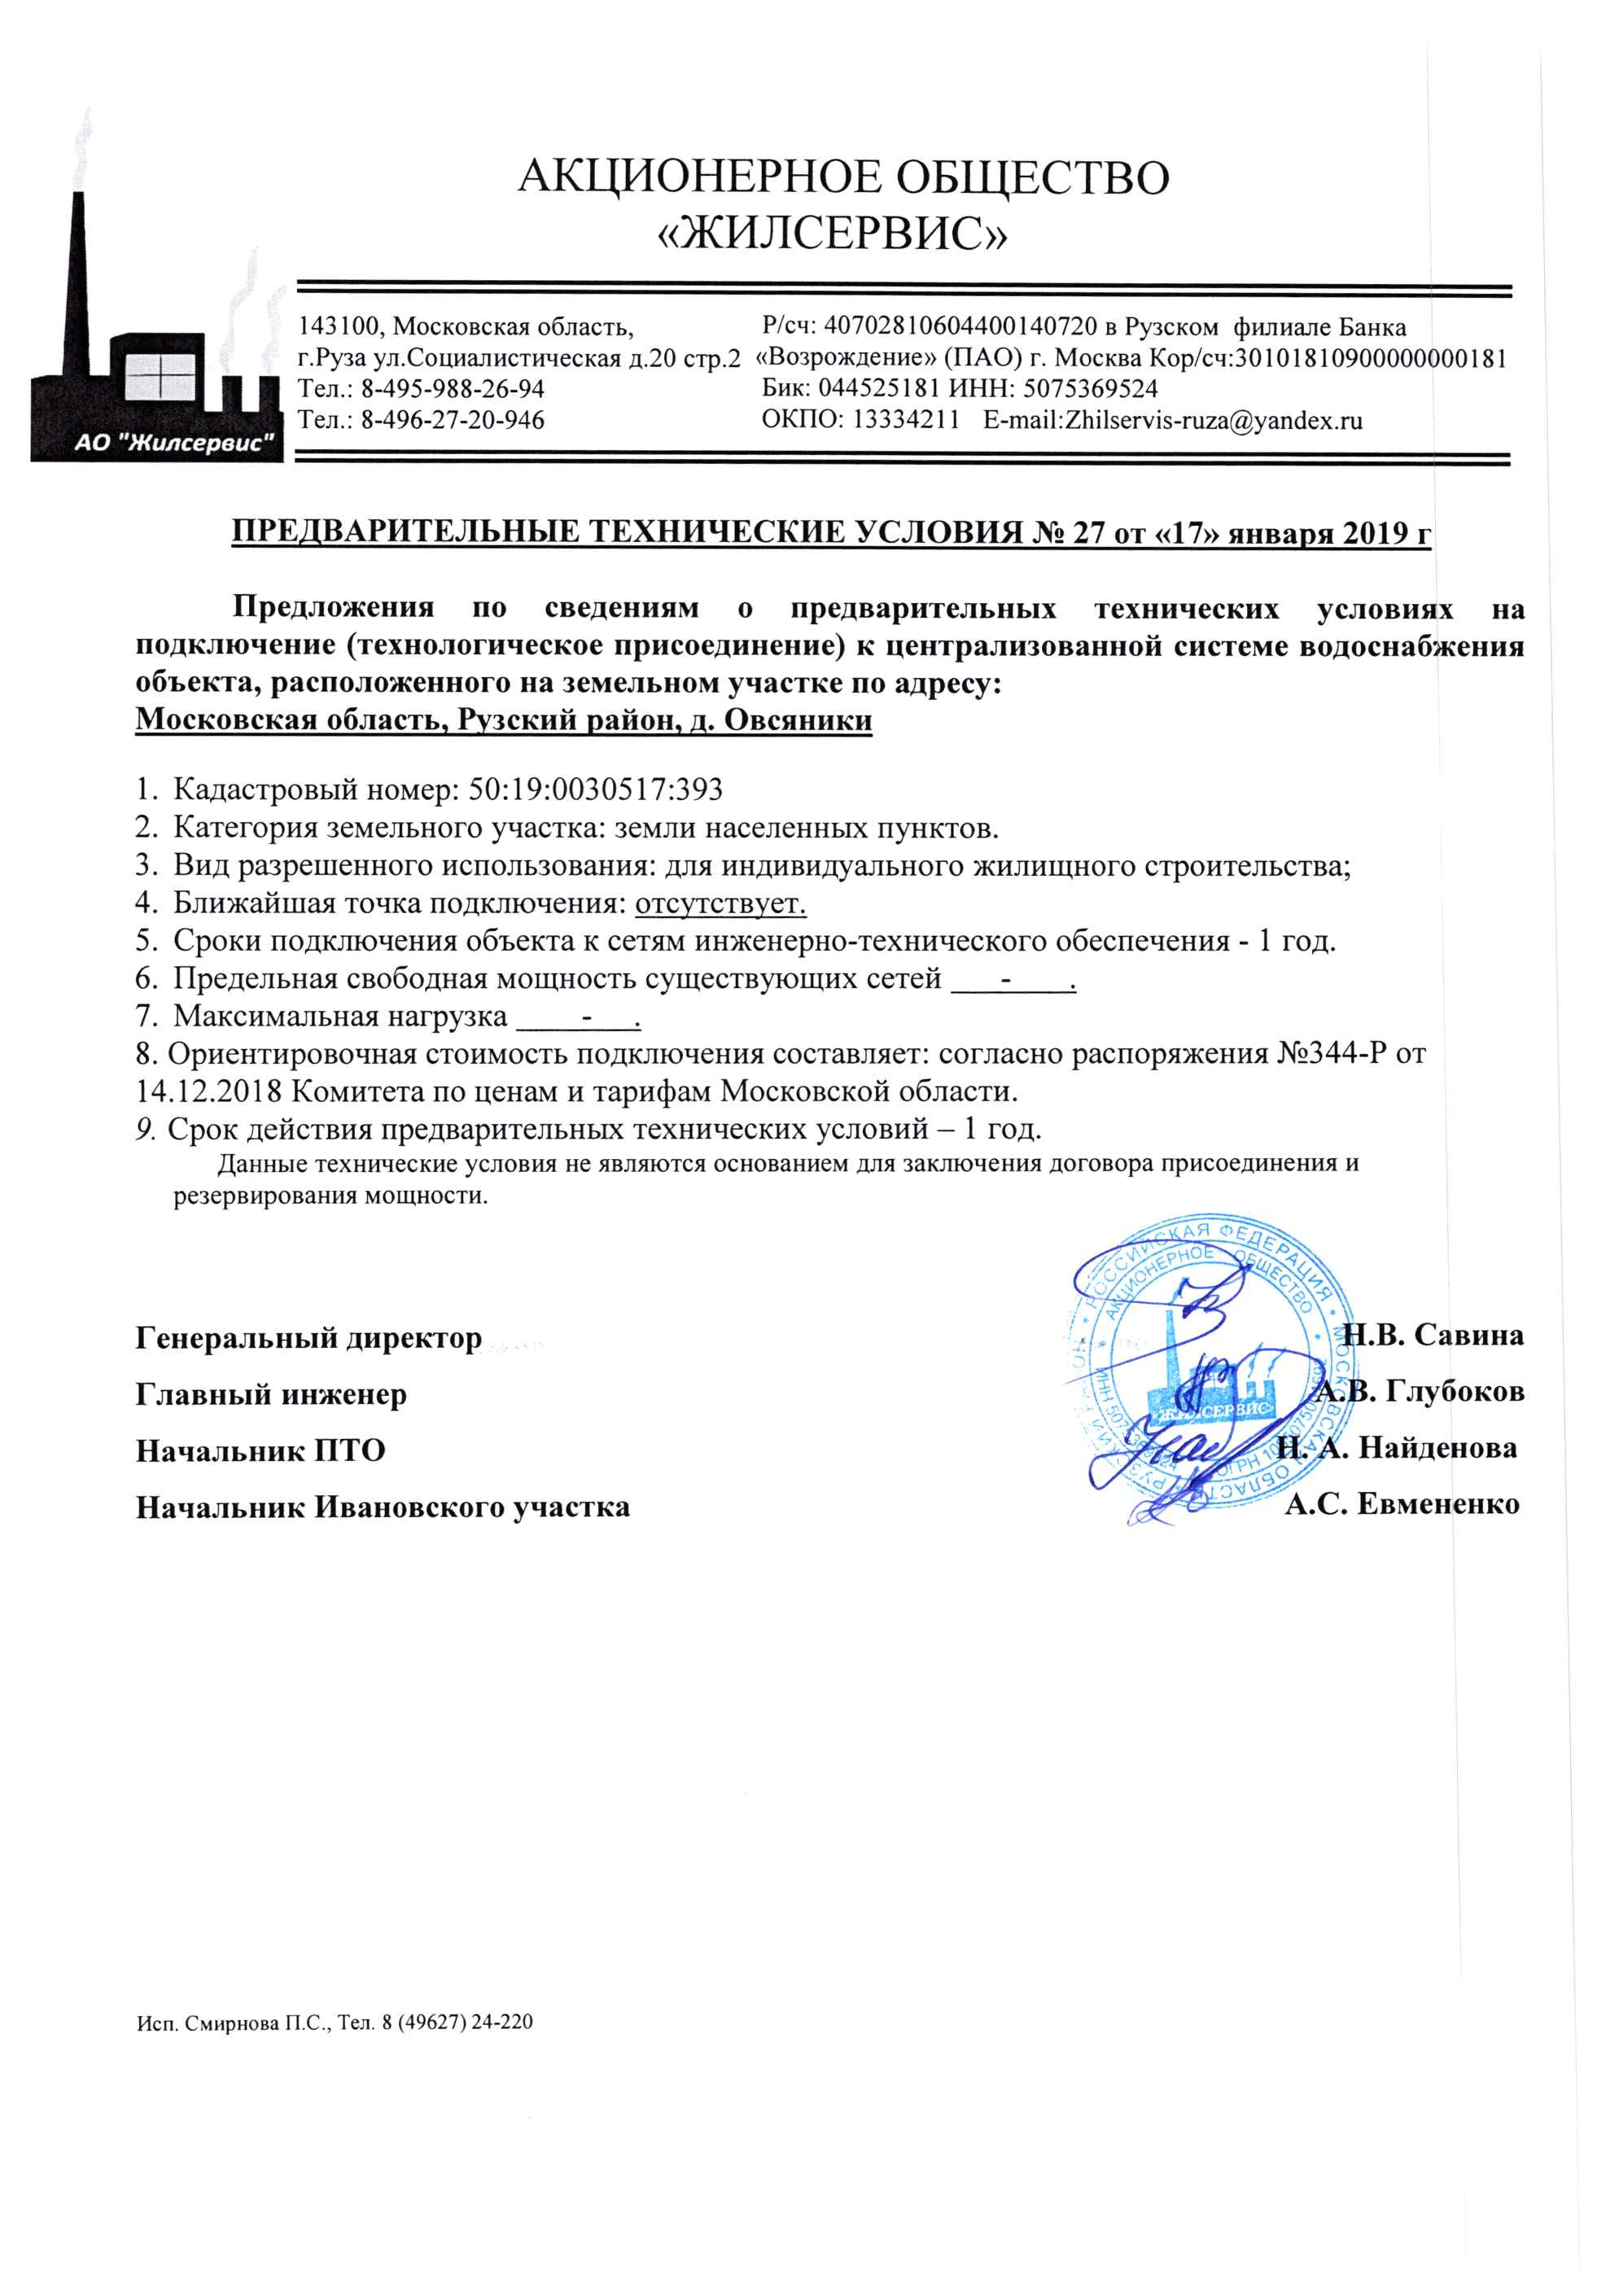 АКЦИОНЕРНОЕ ОБЩЕСТВО
«ЖИЛСЕРВИС»
АО "Жилсервис"
143100, Московская область,
г.Руза ул.Социалистическая д.20 стр.2
Тел.: 8-495-988-26-94
Тел.: 8-496-27-20-946
Р/сч: 40702810604400140720 в Рузском филиале Банка
«Возрождение» (ПАО) г. Москва Кор/сч:30101810900000000181
Бик: 044525181 ИНН: 5075369524
ОКПО: 13334211 E-mail:Zhilservis-ruza@yandex.ru
ПРЕДВАРИТЕЛЬНЫЕ ТЕХНИЧЕСКИЕ УСЛОВИЯ № 27 от «17» января 2019 г
Предложения по сведениям о предварительных технических условиях на
подключение (технологическое присоединение) к централизованной системе водоснабжения
объекта, расположенного на земельном участке по адресу:
Московская область, Рузский район, д. Овсяники
1. Кадастровый номер: 50:19:0030517:393
2. Категория земельного участка: земли населенных пунктов.
3. Вид разрешенного использования: для индивидуального жилищного строительства;
4. Ближайшая точка подключения: отсутствует.
5. Сроки подключения объекта к сетям инженерно-технического обеспечения - 1 год.
6. Предельная свободная мощность существующих сетей ___-____.
7. Максимальная нагрузка ____-___.
8. Ориентировочная стоимость подключения составляет: согласно распоряжения №344-Р от
14.12.2018 Комитета по ценам и тарифам Московской области.
9. Срок действия предварительных технических условий – 1 год.
Данные технические условия не являются основанием для заключения договора присоединения и
резервирования мощности.
РОССИЙСКАЯ ФЕДЕРАЦИЯ * МОСКОВСКАЯ ОБЛАСТЬ
АКЦИОНЕРНОЕ ОБЩЕСТВО
Генеральный директор Н.В. Савина
Главный инженер А.В. Глубоков
Начальник ПТО Н. А. Найденова
Начальник Ивановского участка А.С. Евмененко
Исп. Смирнова П.С., Тел. 8 (49627) 24-220